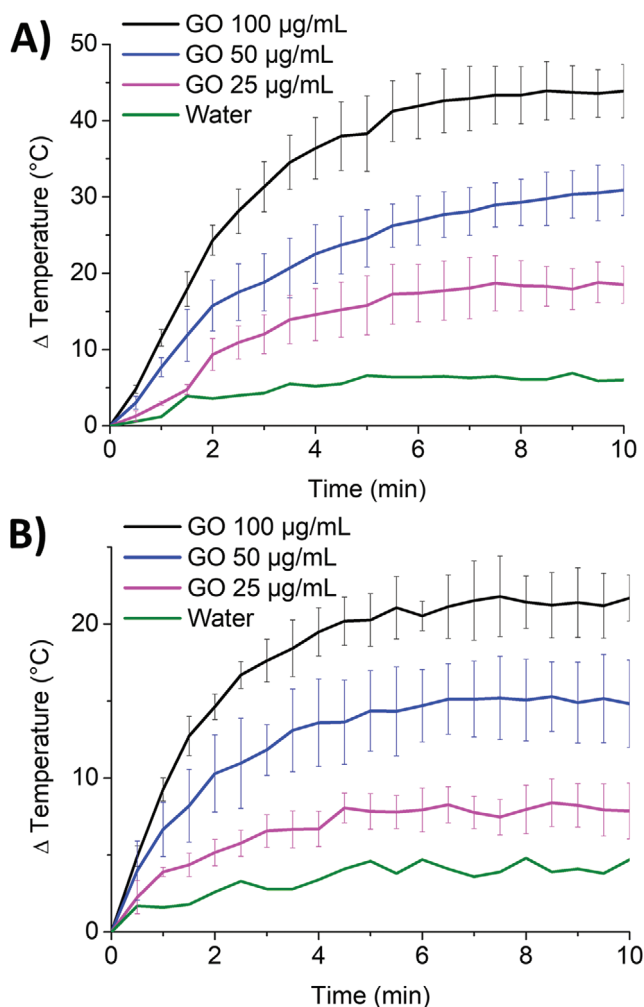 A)
GO 100 µg/mL
GO 50 µg/mL
GO 25 µg/mL
Water
50
40
30
20
10
0
Δ Temperature (°C)
0 2 4 6 8 10
Time (min)
B)
GO 100 µg/mL
GO 50 µg/mL
GO 25 µg/mL
Water
20
10
0
Δ Temperature (°C)
0 2 4 6 8 10
Time (min)